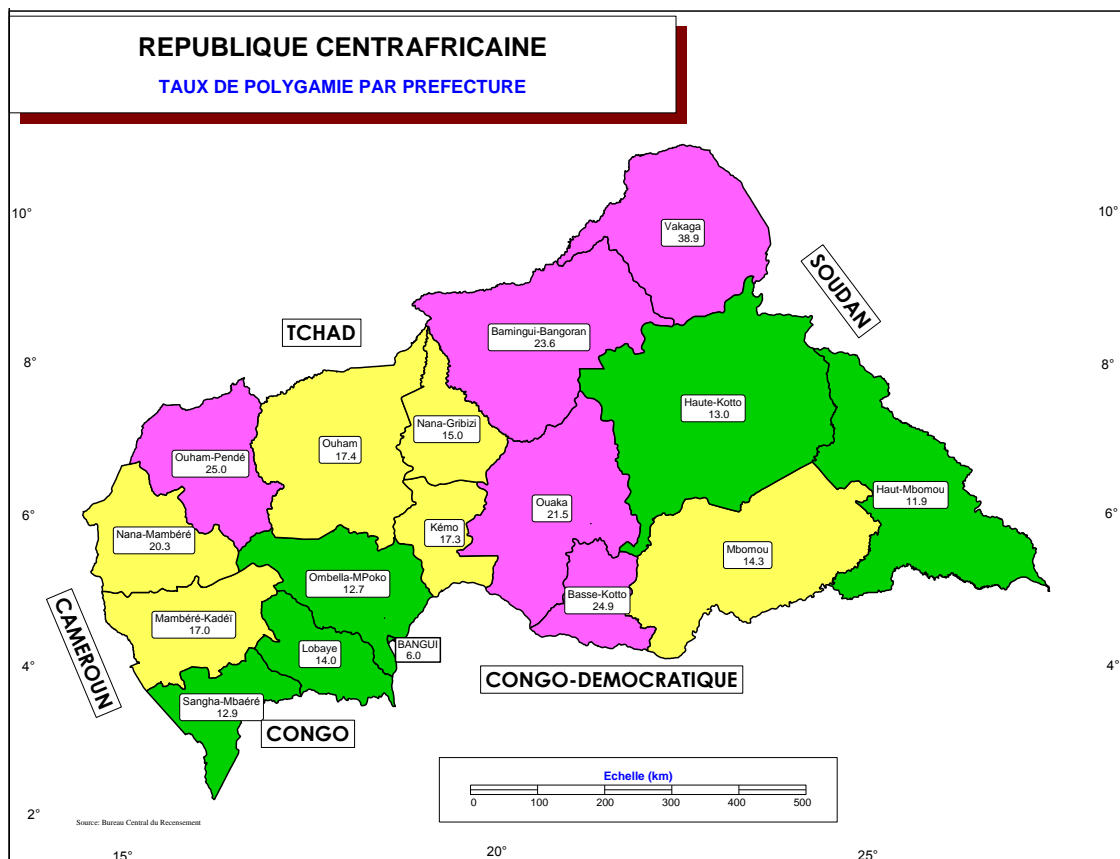 REPUBLIQUE CENTRAFRICAINE
TAUX DE POLYGAMIE PAR PREFECTURE
10°
10°
Vakaga
38.9
SOUDAN
TCHAD
Bamingui-Bangoran
23.6
8°
8°
Haute-Kotto
13.0
Nana-Gribizi
15.0
Ouham
17.4
Ouham-Pendé
25.0
Haut-Mbomou
11.9
Ouaka
21.5
6°
6°
Kémo
17.3
Nana-Mambéré
20.3
Mbomou
14.3
Ombella-MPoko
12.7
Basse-Kotto
24.9
CAMEROUN
Mambéré-Kadéï
17.0
Lobaye
14.0
BANGUI
6.0
4°
4°
CONGO-DEMOCRATIQUE
Sangha-Mbaéré
12.9
CONGO
Echelle (km)
0 100 200 300 400 500
2°
Source: Bureau Central du Recensement
15°
20°
25°